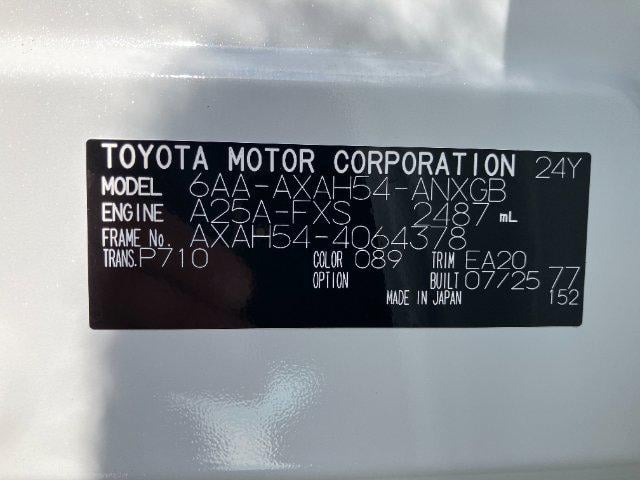 TOYOTA MOTOR CORPORATION 24Y
MODEL 6AA-AXAH54-ANXGB
ENGINE A25A-FXS 2487 mL
FRAME No. AXAH54-4064378
TRANS. P710 COLOR 089 TRIM EA20
OPTION BUILT 07/25 77
MADE IN JAPAN 152